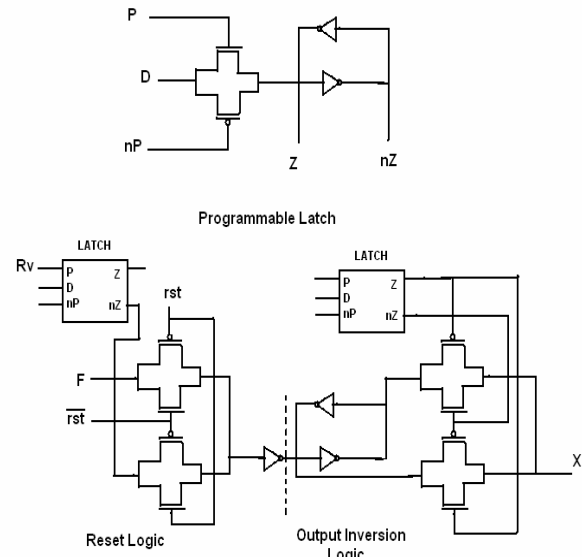 P
D
nP
Z nZ
Programmable Latch
LATCH
Rv P Z
D
nP nZ
rst
F
rst
LATCH
P Z
D
nP nZ
X
Reset Logic
Output Inversion
Logic